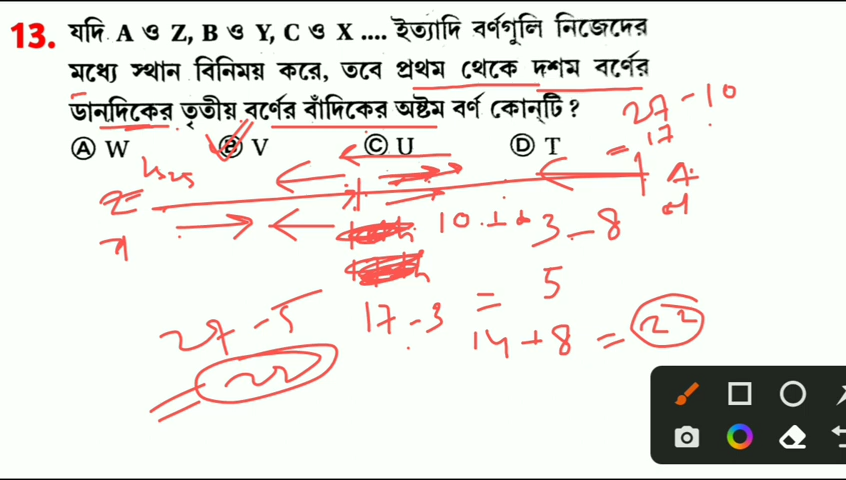 13. যদি A ও Z, B ও Y, C ও X .... ইত্যাদি বর্ণগুলি নিজেদের
মধ্যে স্থান বিনিময় করে, তবে প্রথম থেকে দশম বর্ণের
ডানদিকের তৃতীয় বর্ণের বাঁদিকের অষ্টম বর্ণ কোন্‌টি ?
27 - 10
= 17
Ⓐ W Ⓑ V Ⓒ U Ⓓ T
Z A
10 + 3 - 8
= 5
27 - 5 17 - 3
14 + 8 = 22
= 22